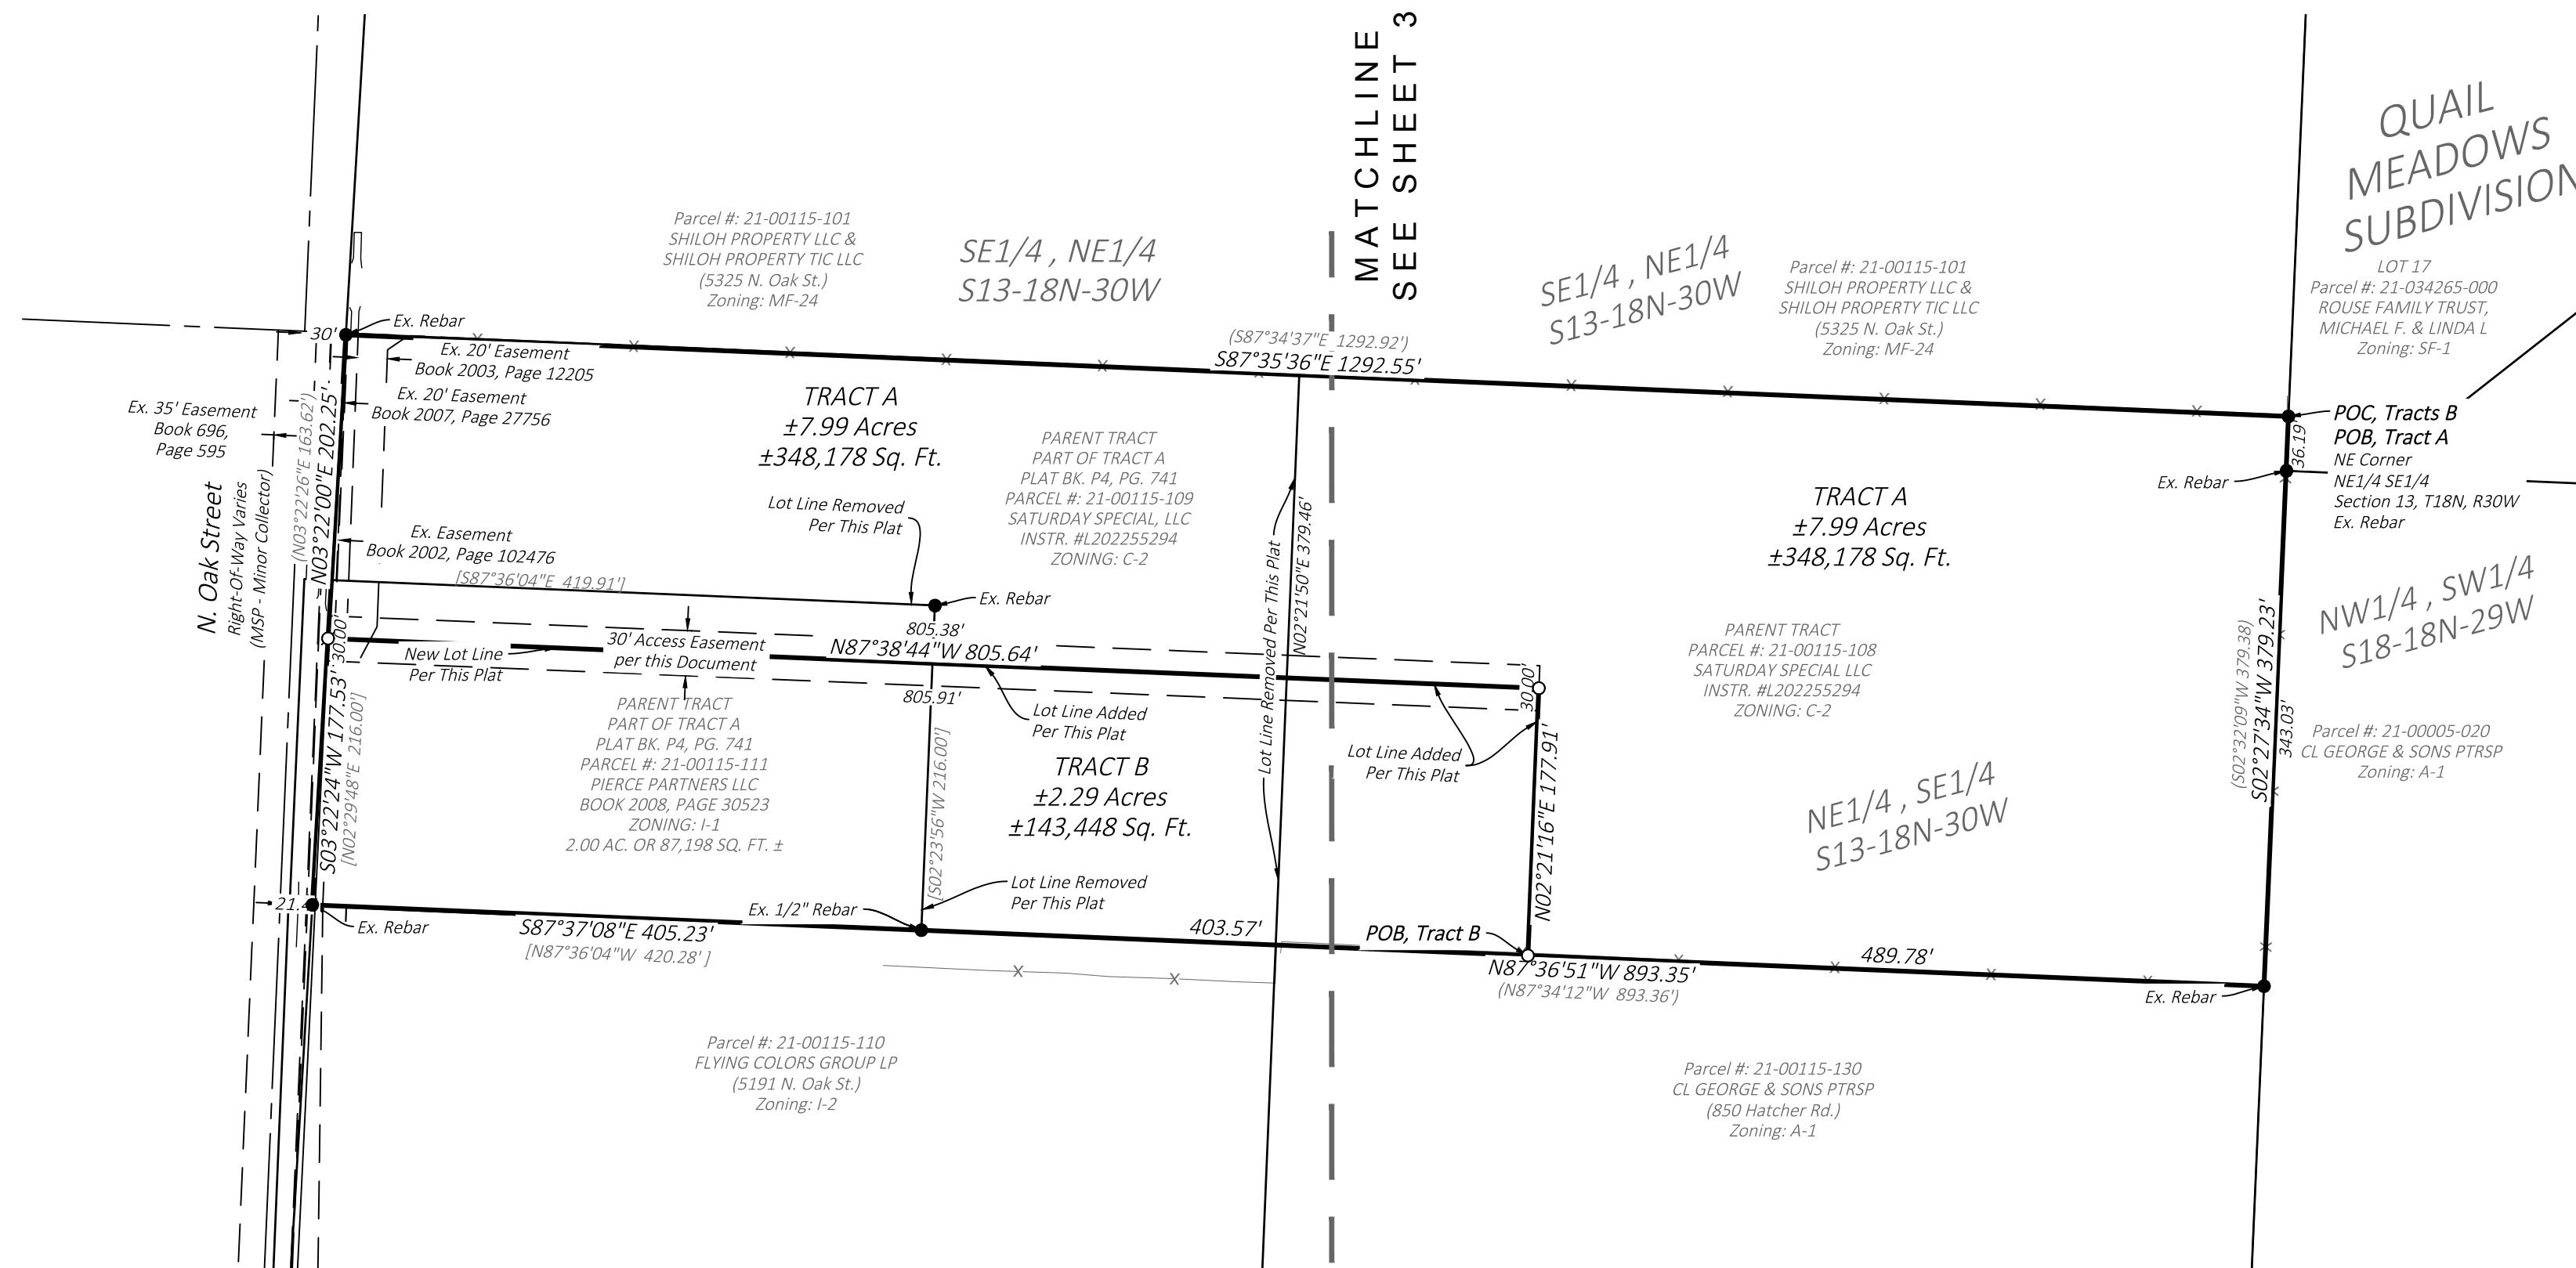 MATCHLINE
SEE SHEET 3
QUAIL
MEADOWS
SUBDIVISION
Parcel #: 21-00115-101
SHILOH PROPERTY LLC &
SHILOH PROPERTY TIC LLC
(5325 N. Oak St.)
Zoning: MF-24
SE1/4 , NE1/4
S13-18N-30W
SE1/4 , NE1/4
S13-18N-30W
Parcel #: 21-00115-101
SHILOH PROPERTY LLC &
SHILOH PROPERTY TIC LLC
(5325 N. Oak St.)
Zoning: MF-24
LOT 17
Parcel #: 21-034265-000
ROUSE FAMILY TRUST,
MICHAEL F. & LINDA L
Zoning: SF-1
30'
Ex. Rebar
Ex. 20' Easement
Book 2003, Page 12205
Ex. 20' Easement
Book 2007, Page 27756
Ex. 35' Easement
Book 696,
Page 595
(N03°22'26"E 163.62')
N03°22'00"E 202.25'
(S87°34'37"E 1292.92')
S87°35'36"E 1292.55'
TRACT A
±7.99 Acres
±348,178 Sq. Ft.
PARENT TRACT
PART OF TRACT A
PLAT BK. P4, PG. 741
PARCEL #: 21-00115-109
SATURDAY SPECIAL, LLC
INSTR. #L202255294
ZONING: C-2
Lot Line Removed
Per This Plat
Lot Line Removed Per This Plat
N02°21'50"E 379.46'
TRACT A
±7.99 Acres
±348,178 Sq. Ft.
POC, Tracts B
POB, Tract A
NE Corner
NE1/4 SE1/4
Section 13, T18N, R30W
Ex. Rebar
36.19'
Ex. Rebar
N. Oak Street
Right-Of-Way Varies
(MSP - Minor Collector)
Ex. Easement
Book 2002, Page 102476
[S87°36'04"E 419.91']
Ex. Rebar
30.00'
New Lot Line
Per This Plat
30' Access Easement
per this Document
805.38'
N87°38'44"W 805.64'
805.91'
Lot Line Added
Per This Plat
30.00'
Lot Line Added
Per This Plat
PARENT TRACT
PARCEL #: 21-00115-108
SATURDAY SPECIAL LLC
INSTR. #L202255294
ZONING: C-2
NW1/4 , SW1/4
S18-18N-29W
(S02°32'09"W 379.38)
S02°27'34"W 379.23'
343.03'
Parcel #: 21-00005-020
CL GEORGE & SONS PTRSP
Zoning: A-1
S03°22'24"W 177.53'
[N02°29'48"E 216.00']
PARENT TRACT
PART OF TRACT A
PLAT BK. P4, PG. 741
PARCEL #: 21-00115-111
PIERCE PARTNERS LLC
BOOK 2008, PAGE 30523
ZONING: I-1
2.00 AC. OR 87,198 SQ. FT. ±
[S02°23'56"W 216.00']
TRACT B
±2.29 Acres
±143,448 Sq. Ft.
N02°21'16"E 177.91'
NE1/4 , SE1/4
S13-18N-30W
Lot Line Removed
Per This Plat
Ex. Rebar
S87°37'08"E 405.23'
[N87°36'04"W 420.28' ]
Ex. 1/2" Rebar
403.57'
POB, Tract B
N87°36'51"W 893.35'
(N87°34'12"W 893.36')
489.78'
Ex. Rebar
Parcel #: 21-00115-110
FLYING COLORS GROUP LP
(5191 N. Oak St.)
Zoning: I-2
Parcel #: 21-00115-130
CL GEORGE & SONS PTRSP
(850 Hatcher Rd.)
Zoning: A-1